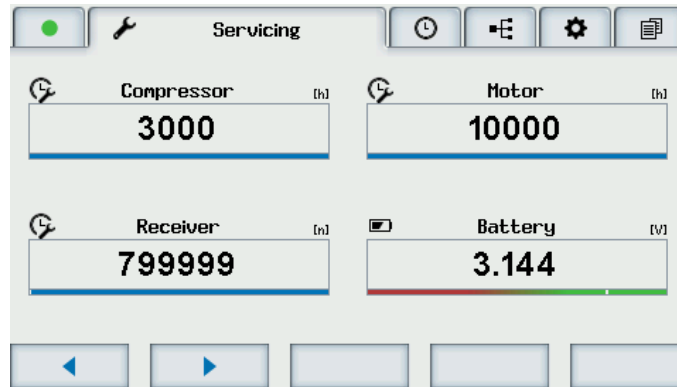 Servicing
Compressor [h] Motor [h]
3000 10000
Receiver [n] Battery [V]
799999 3.144